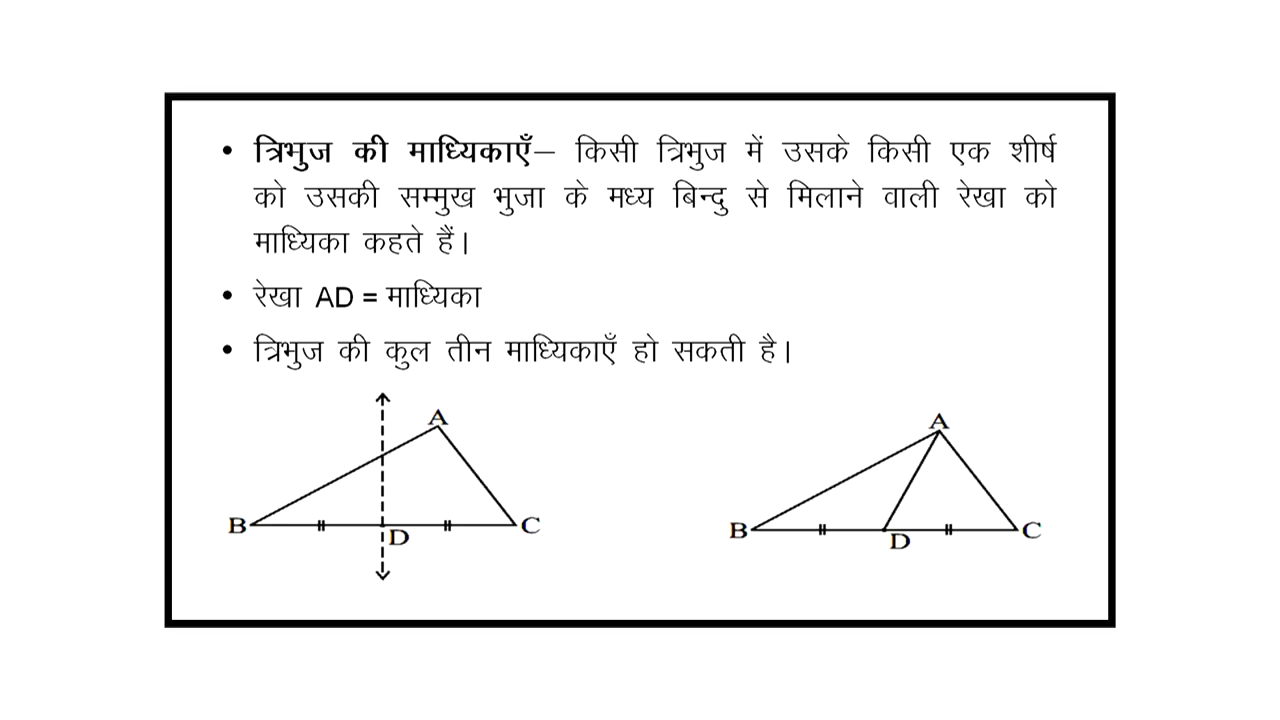 • त्रिभुज की माध्यिकाएँ– किसी त्रिभुज में उसके किसी एक शीर्ष
को उसकी सम्मुख भुजा के मध्य बिन्दु से मिलाने वाली रेखा को
माध्यिका कहते हैं।
• रेखा AD = माध्यिका
• त्रिभुज की कुल तीन माध्यिकाएँ हो सकती है।
A
B
D
C
A
B
D
C